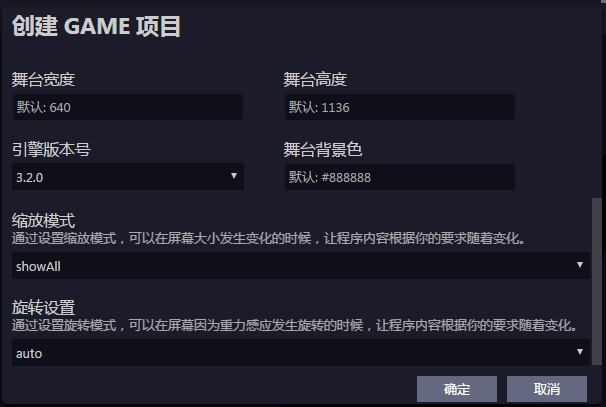 创建 GAME 项目
舞台宽度 舞台高度
默认: 640 默认: 1136
引擎版本号 舞台背景色
3.2.0 默认: #888888
缩放模式
通过设置缩放模式，可以在屏幕大小发生变化的时候，让程序内容根据你的要求随着变化。
showAll
旋转设置
通过设置旋转模式，可以在屏幕因为重力感应发生旋转的时候，让程序内容根据你的要求随着变化。
auto
确定 取消